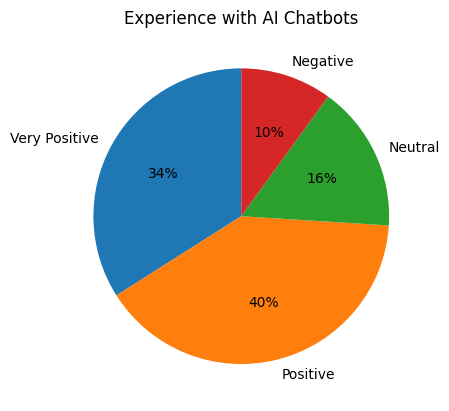 Experience with AI Chatbots
Negative
Very Positive
10%
Neutral
34%
16%
40%
Positive